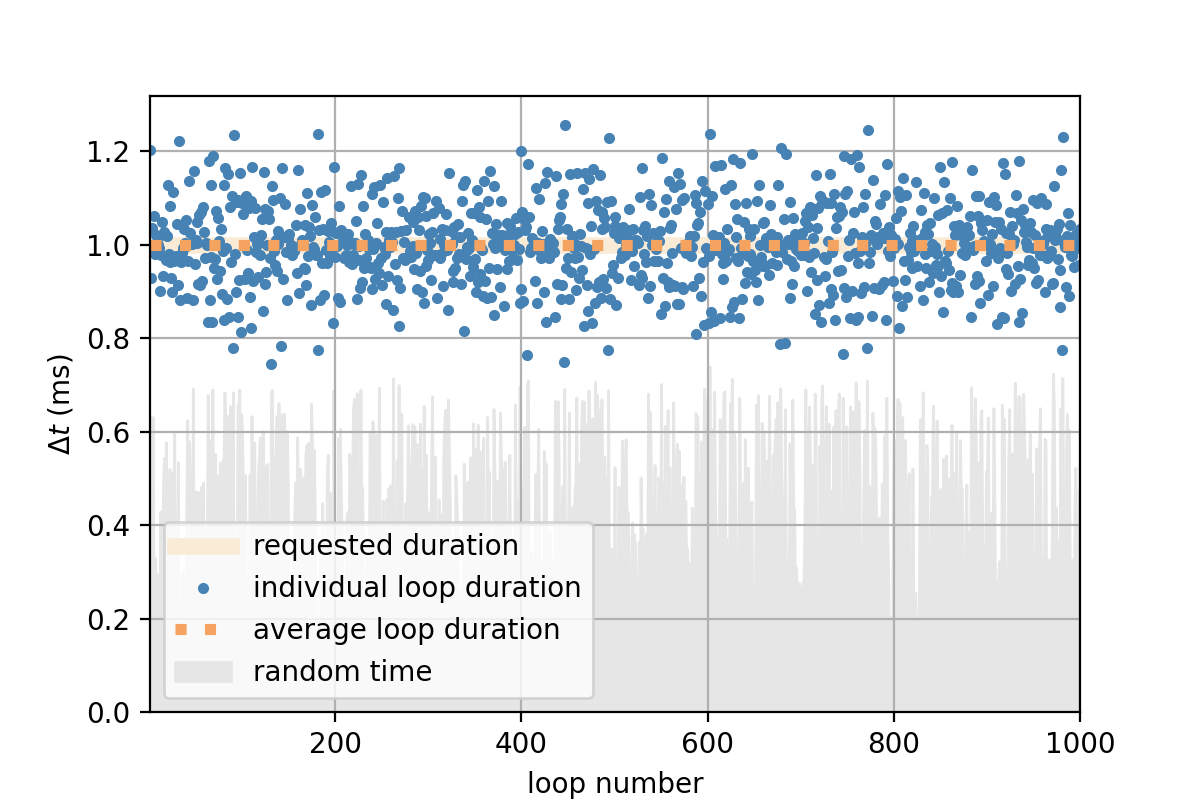 1.2
1.0
0.8
0.6
0.4
0.2
0.0
Δt (ms)
requested duration
individual loop duration
average loop duration
random time
200 400 600 800 1000
loop number